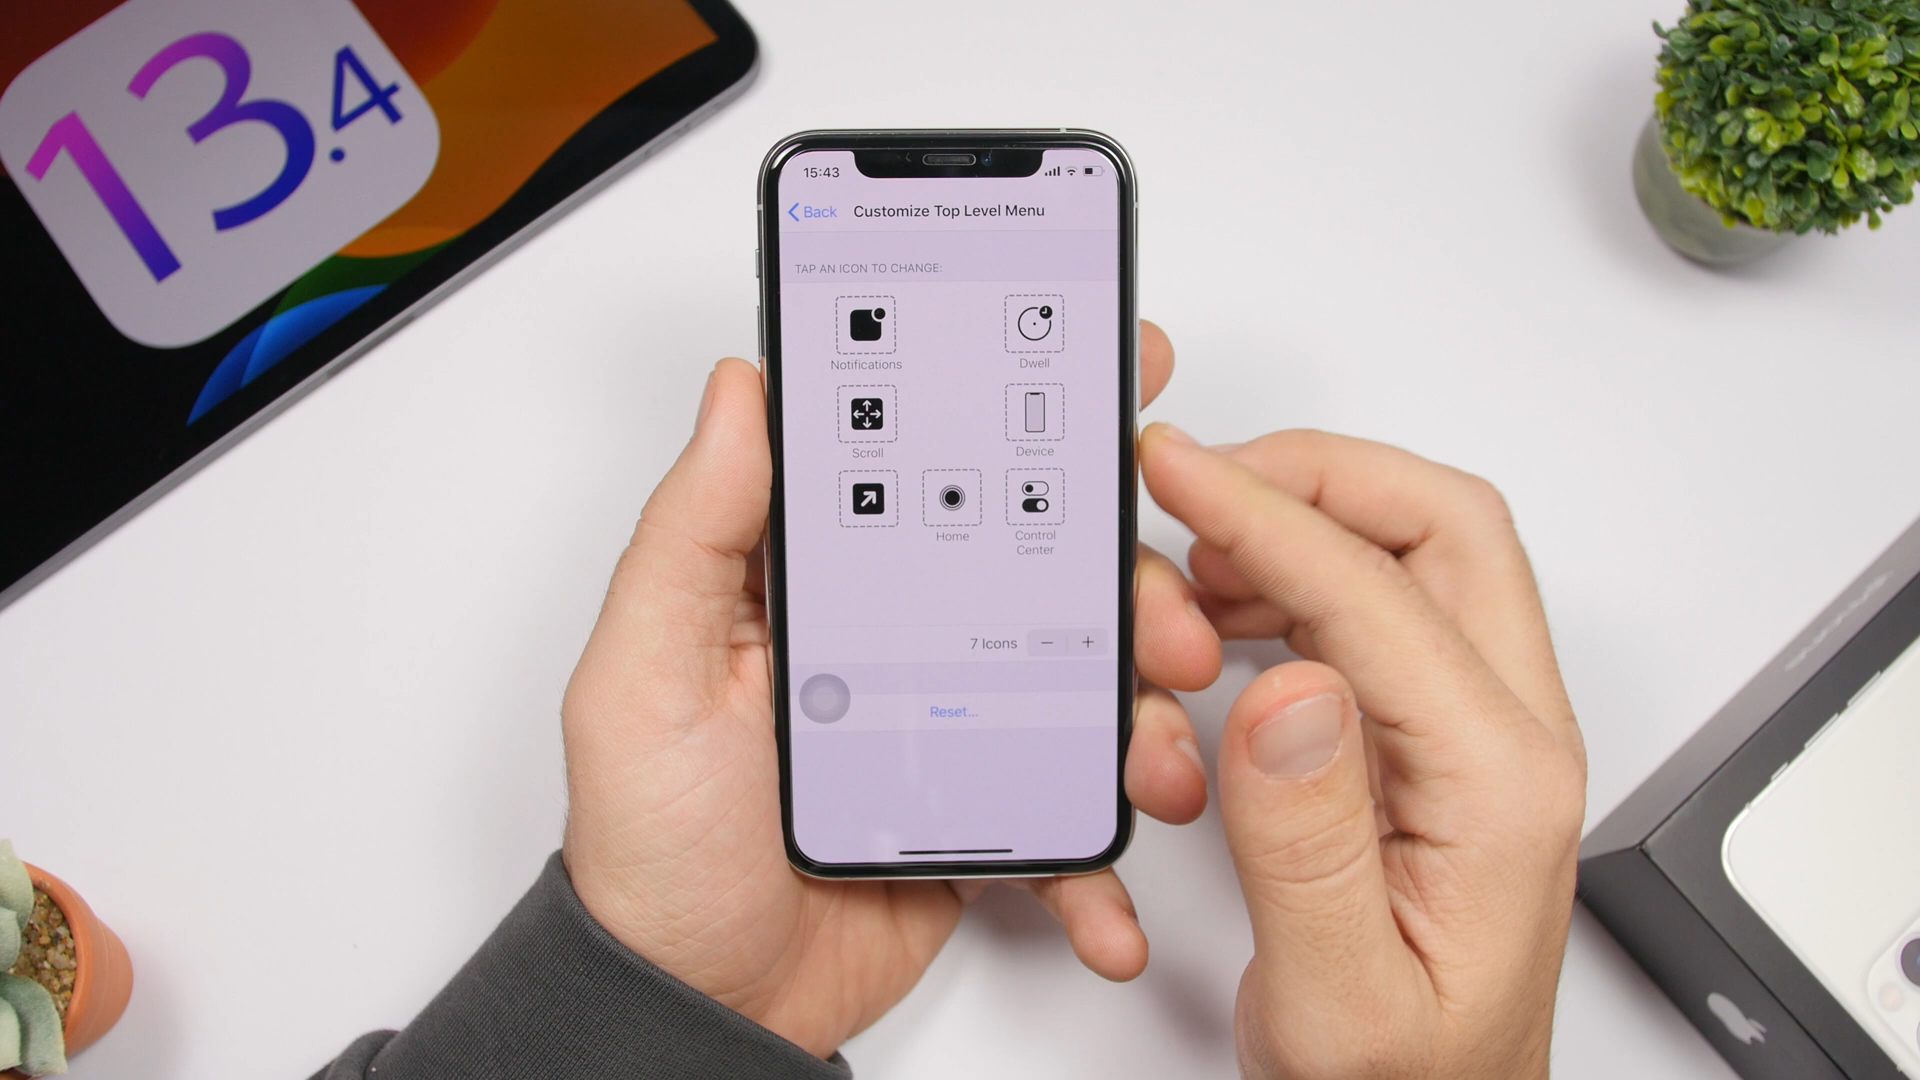 13.4
15:43
Back
Customize Top Level Menu
TAP AN ICON TO CHANGE:
Notifications
Dwell
Scroll
Device
Home
Control
Center
7 Icons
− +
Reset...